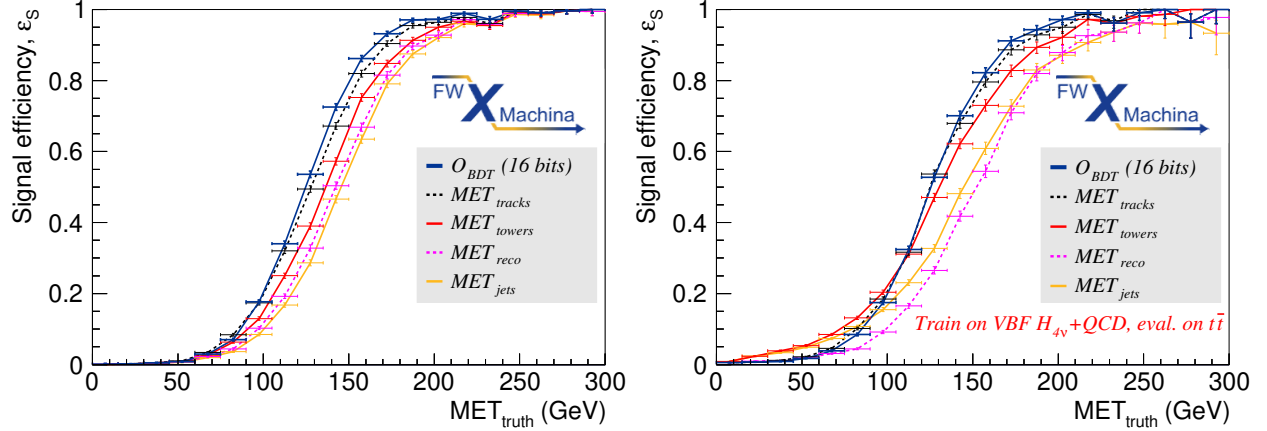 Signal efficiency, εS
1
0.8
0.6
0.4
0.2
0
0 50 100 150 200 250 300
METtruth (GeV)
FW X Machina
OBDT (16 bits)
METtracks
METtowers
METreco
METjets
Signal efficiency, εS
1
0.8
0.6
0.4
0.2
0
0 50 100 150 200 250 300
METtruth (GeV)
FW X Machina
OBDT (16 bits)
METtracks
METtowers
METreco
METjets
Train on VBF H4ν+QCD, eval. on tt̄